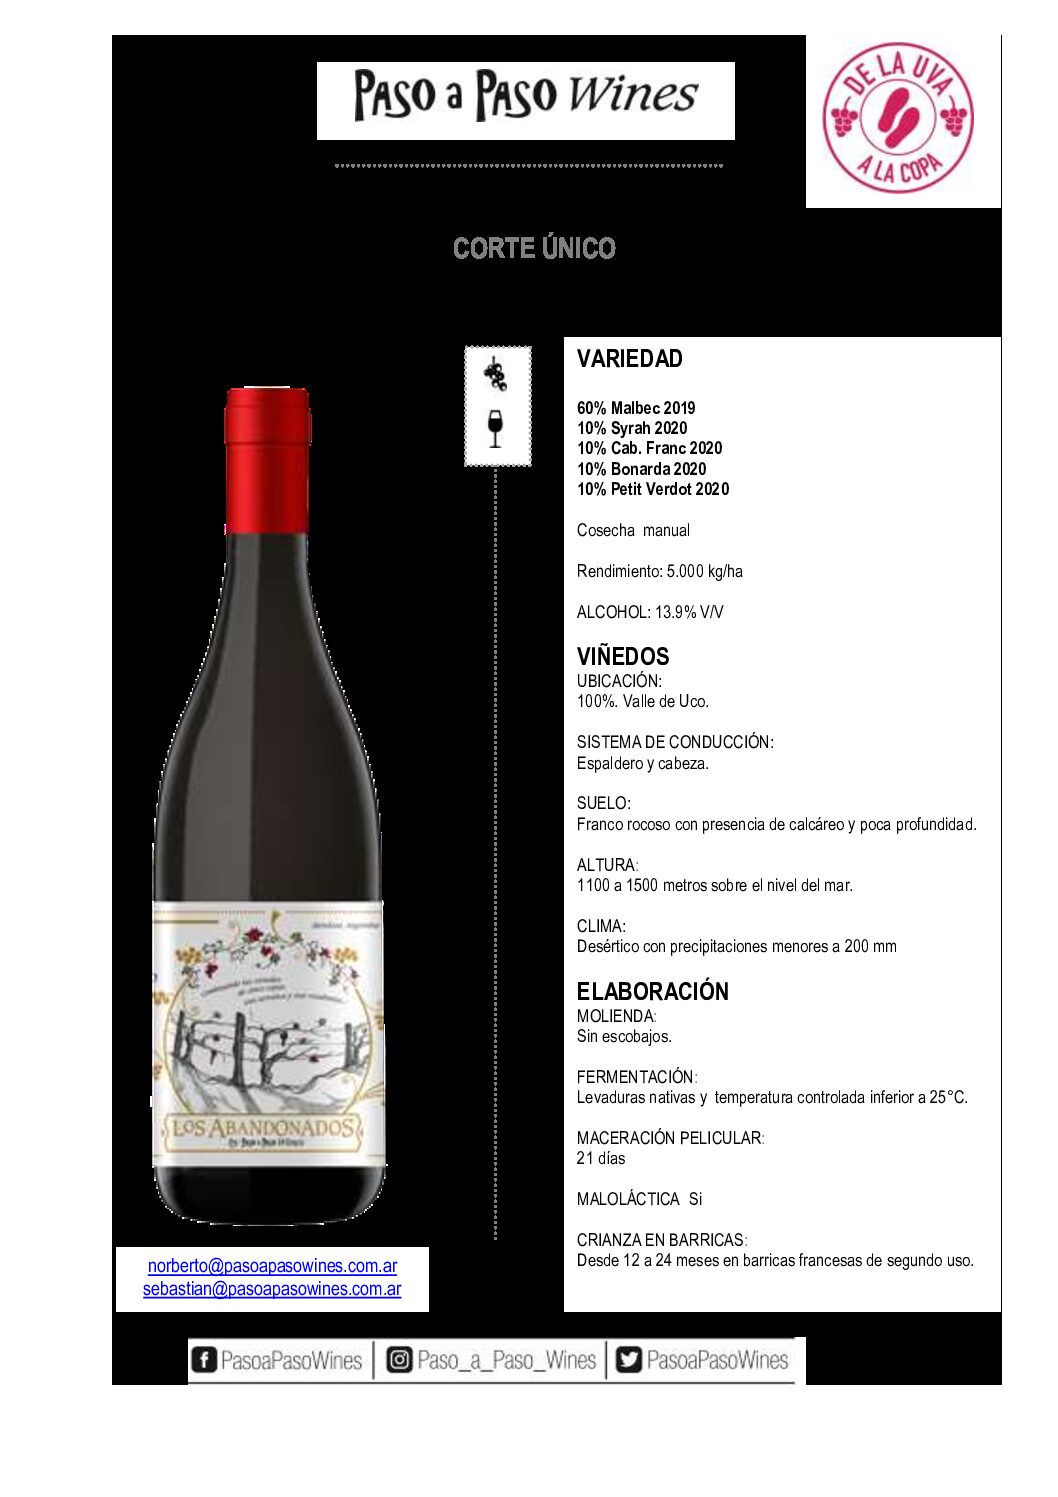 PASO a PASO Wines
DE LA UVA
A LA COPA
CORTE ÚNICO
VARIEDAD
60% Malbec 2019
10% Syrah 2020
10% Cab. Franc 2020
10% Bonarda 2020
10% Petit Verdot 2020
Cosecha manual
Rendimiento: 5.000 kg/ha
ALCOHOL: 13.9% V/V
VIÑEDOS
UBICACIÓN:
100%. Valle de Uco.
SISTEMA DE CONDUCCIÓN:
Espaldero y cabeza.
SUELO:
Franco rocoso con presencia de calcáreo y poca profundidad.
ALTURA:
1100 a 1500 metros sobre el nivel del mar.
CLIMA:
Desértico con precipitaciones menores a 200 mm
ELABORACIÓN
MOLIENDA:
Sin escobajos.
FERMENTACIÓN:
Levaduras nativas y temperatura controlada inferior a 25°C.
MACERACIÓN PELICULAR:
21 días
MALOLÁCTICA Si
CRIANZA EN BARRICAS:
Desde 12 a 24 meses en barricas francesas de segundo uso.
Mendoza, Argentina
LOS ABANDONADOS
by PASO a PASO Wines
norberto@pasoapasowines.com.ar
sebastian@pasoapasowines.com.ar
PasoaPasoWines
Paso_a_Paso_Wines
PasoaPasoWines